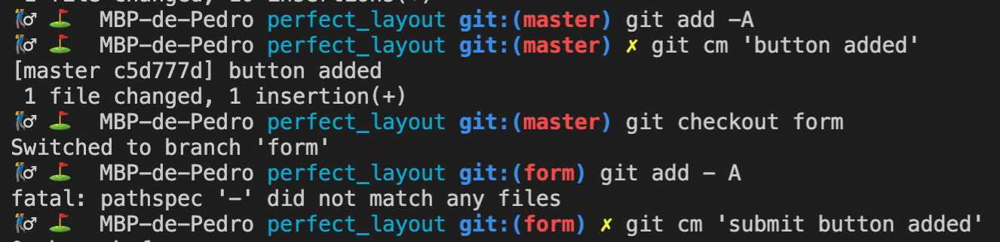 MBP-de-Pedro perfect_layout git:(master) git add -A
MBP-de-Pedro perfect_layout git:(master) ✗ git cm 'button added'
[master c5d777d] button added
1 file changed, 1 insertion(+)
MBP-de-Pedro perfect_layout git:(master) git checkout form
Switched to branch 'form'
MBP-de-Pedro perfect_layout git:(form) git add - A
fatal: pathspec '-' did not match any files
MBP-de-Pedro perfect_layout git:(form) ✗ git cm 'submit button added'